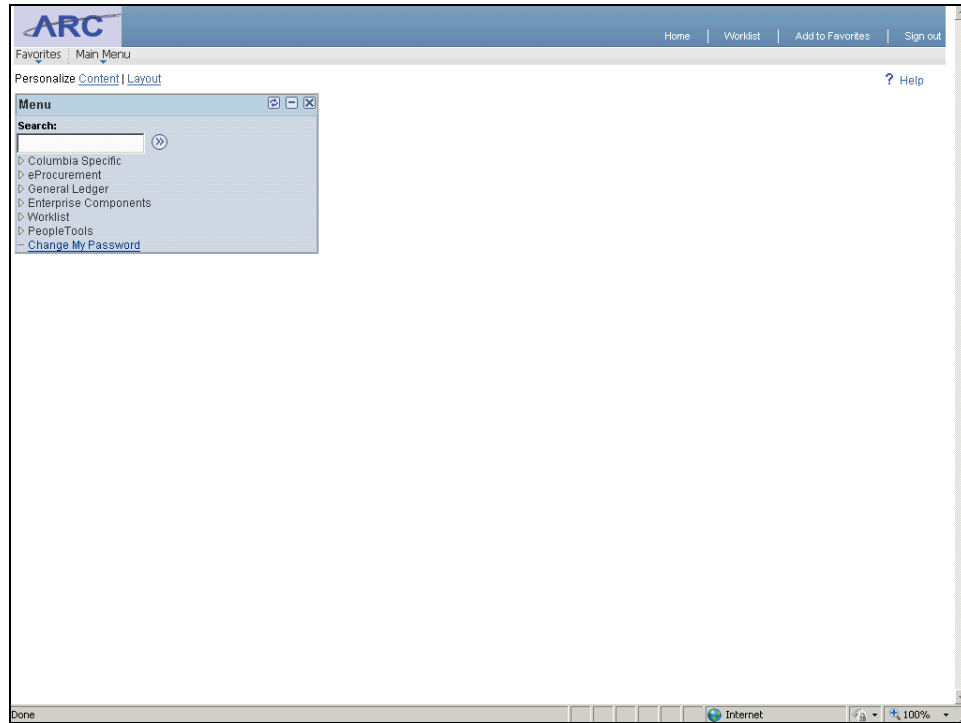 ARC
Home | Worklist | Add to Favorites | Sign out
Favorites Main Menu
Personalize Content | Layout
? Help
Menu
Search:
Columbia Specific
eProcurement
General Ledger
Enterprise Components
Worklist
PeopleTools
Change My Password
Done
Internet
100%